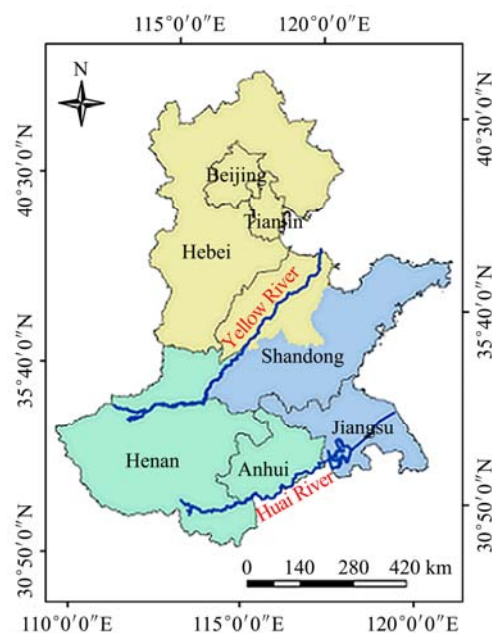 115°0′0″E 120°0′0″E
N
40°30′0″N
40°30′0″N
Beijing
Tianjin
Hebei
Yellow River
35°40′0″N
35°40′0″N
Shandong
Jiangsu
Henan
Anhui
Huai River
30°50′0″N
30°50′0″N
0 140 280 420 km
110°0′0″E 115°0′0″E 120°0′0″E